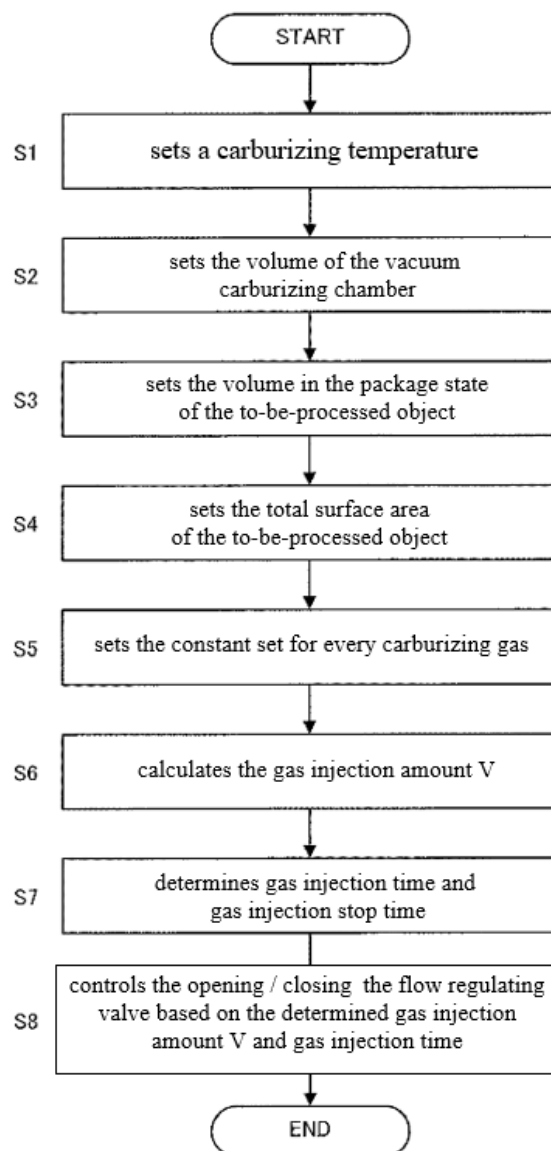 START
S1
sets a carburizing temperature
S2
sets the volume of the vacuum
carburizing chamber
S3
sets the volume in the package state
of the to-be-processed object
S4
sets the total surface area
of the to-be-processed object
S5
sets the constant set for every carburizing gas
S6
calculates the gas injection amount V
S7
determines gas injection time and
gas injection stop time
S8
controls the opening / closing the flow regulating
valve based on the determined gas injection
amount V and gas injection time
END